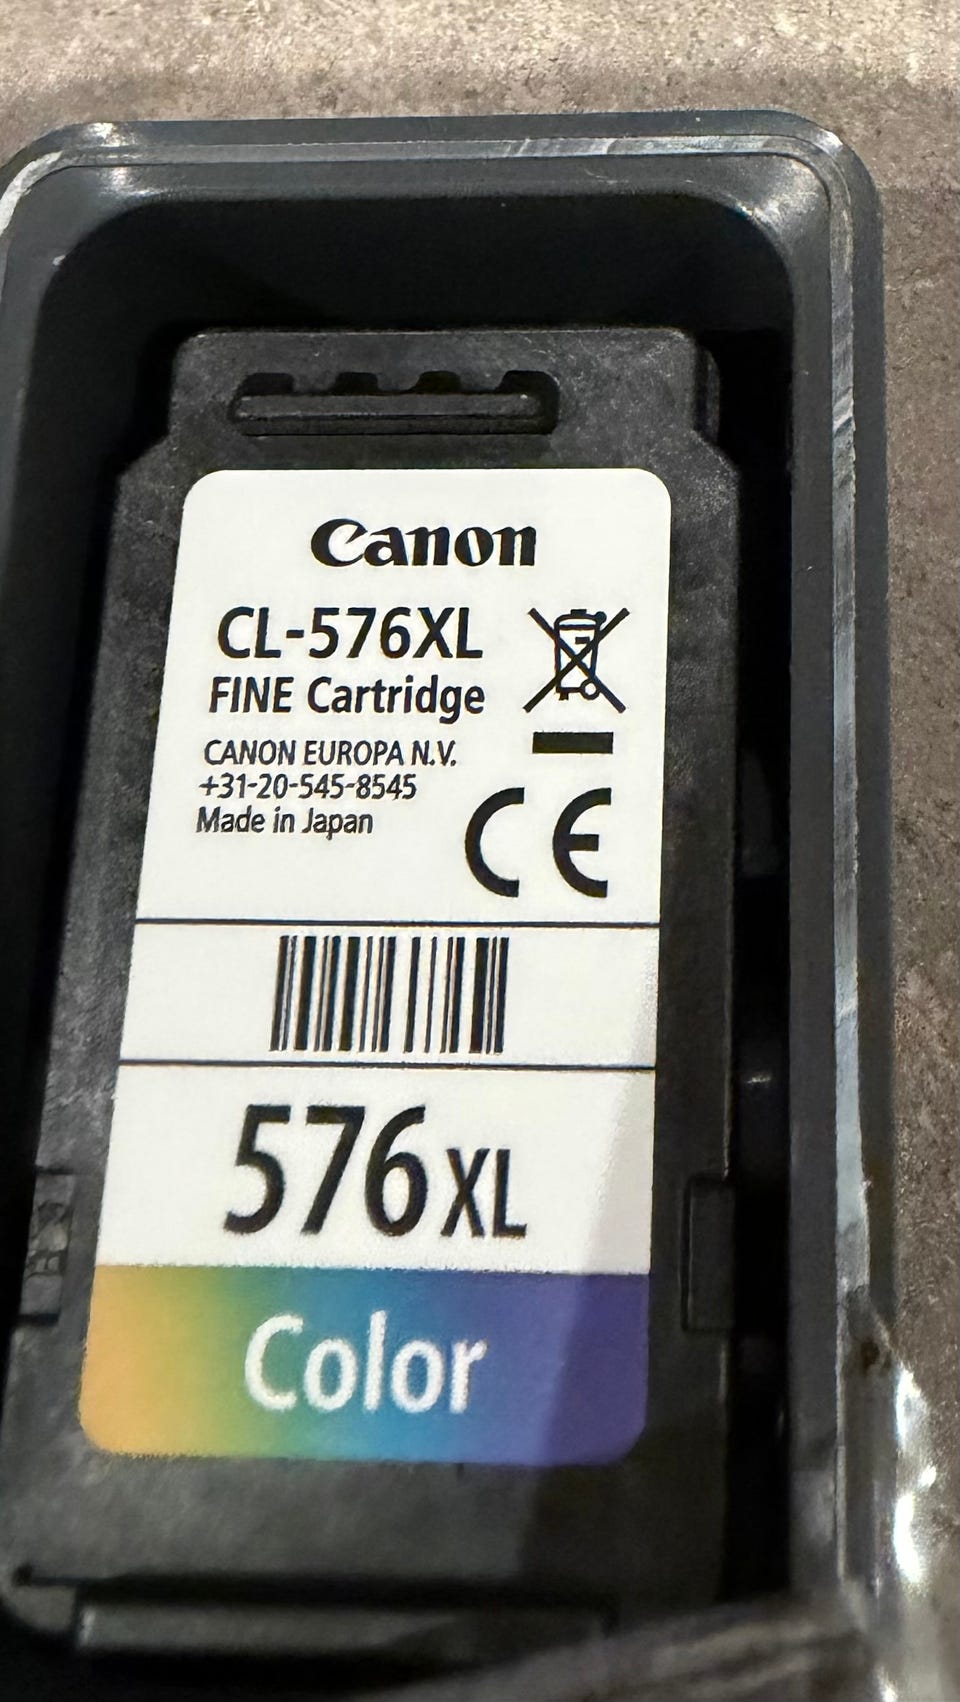 Canon
CL-576XL
FINE Cartridge
CANON EUROPA N.V.
+31-20-545-8545
Made in Japan
CE
576XL
Color